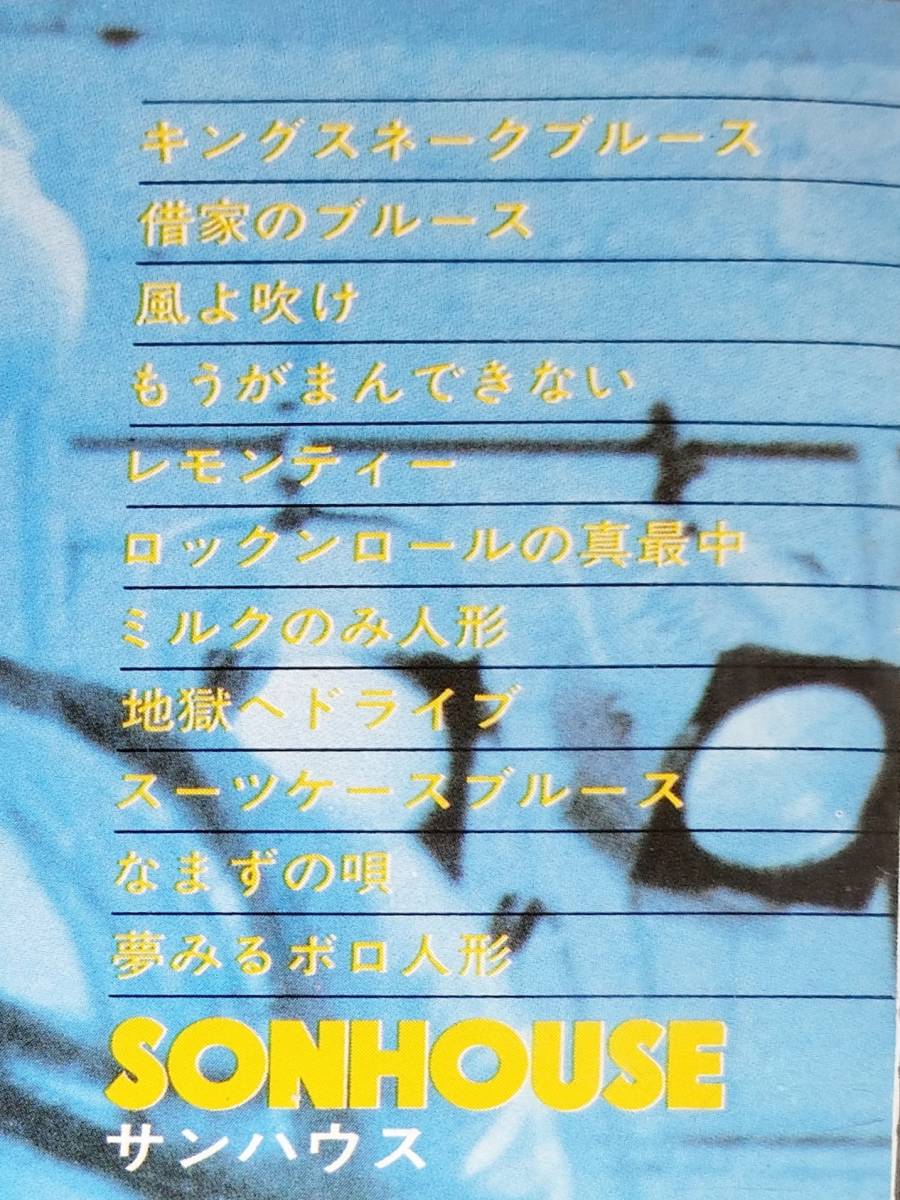 キングスネークブルース
借家のブルース
風よ吹け
もうがまんできない
レモンティー
ロックンロールの真最中
ミルクのみ人形
地獄へドライブ
スーツケースブルース
なまずの唄
夢みるボロ人形
SONHOUSE
サンハウス